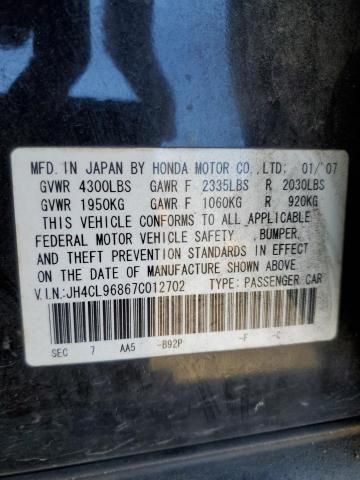 MFD. IN JAPAN BY HONDA MOTOR CO., LTD: 01/'07
GVWR 4300LBS GAWR F 2335LBS R 2030LBS
GVWR 1950KG GAWR F 1060KG R 920KG
THIS VEHICLE CONFORMS TO ALL APPLICABLE
FEDERAL MOTOR VEHICLE SAFETY ,BUMPER,
AND THEFT PREVENTION STANDARDS IN EFFECT
ON THE DATE OF MANUFACTURE SHOWN ABOVE.
V.I.N:JH4CL96867C012702 TYPE: PASSENGER CAR
SEC 7 AA5 -B92P -F -C